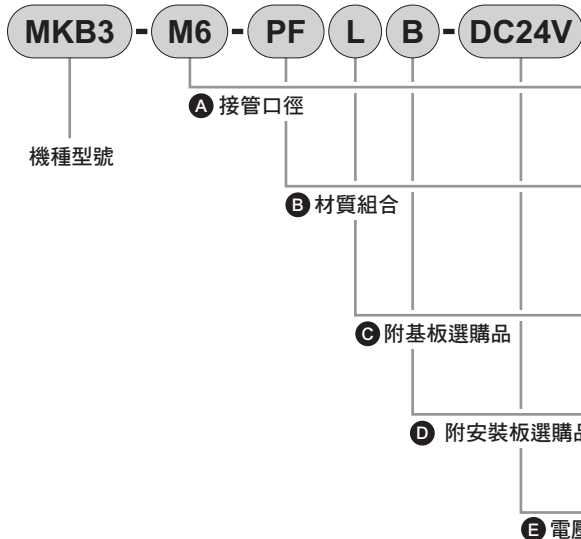 MKB3-M6-PF L B-DC24V
A 接管口徑
機種型號
B 材質組合
C 附基板選購品
D 附安裝板選購品
E 電壓